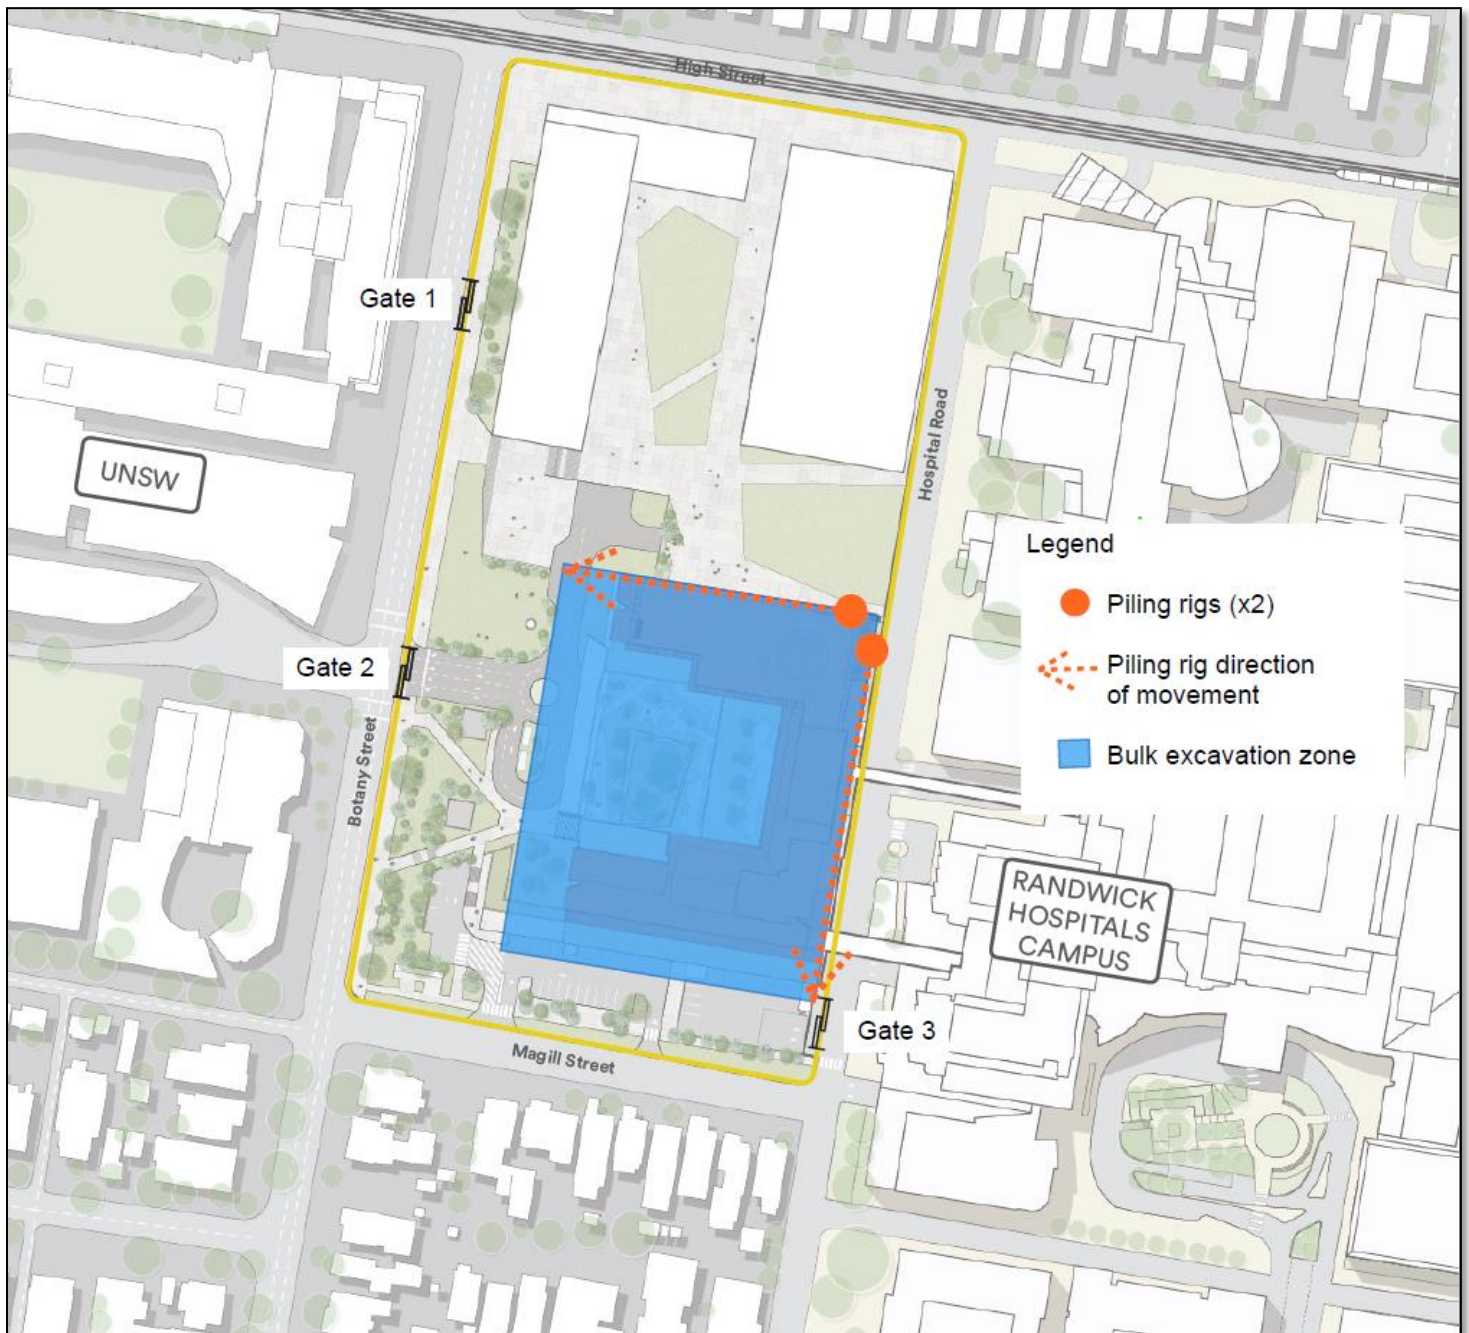 High Street
Gate 1
Hospital Road
UNSW
Legend
Piling rigs (x2)
Piling rig direction
of movement
Bulk excavation zone
Gate 2
Botany Street
RANDWICK
HOSPITALS
CAMPUS
Gate 3
Magill Street